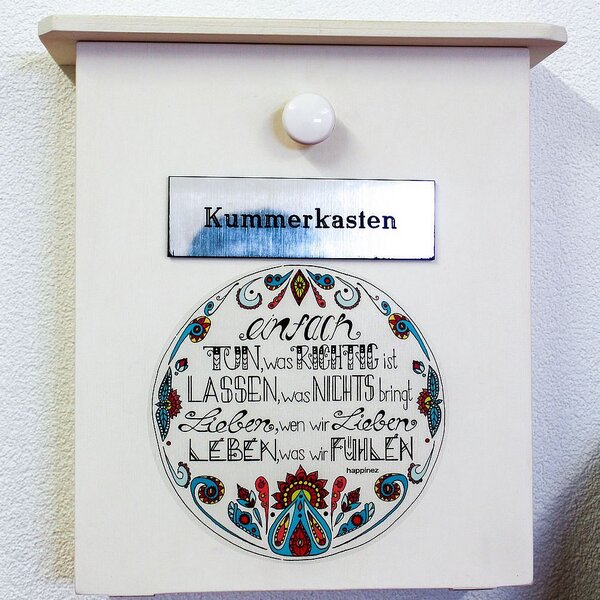 Kummerkasten
einfach
TUN, was RICHTIG ist
LASSEN, was NICHTS bringt
Lieben, wen wir Lieben
LEBEN, was wir FÜHLEN
happinez